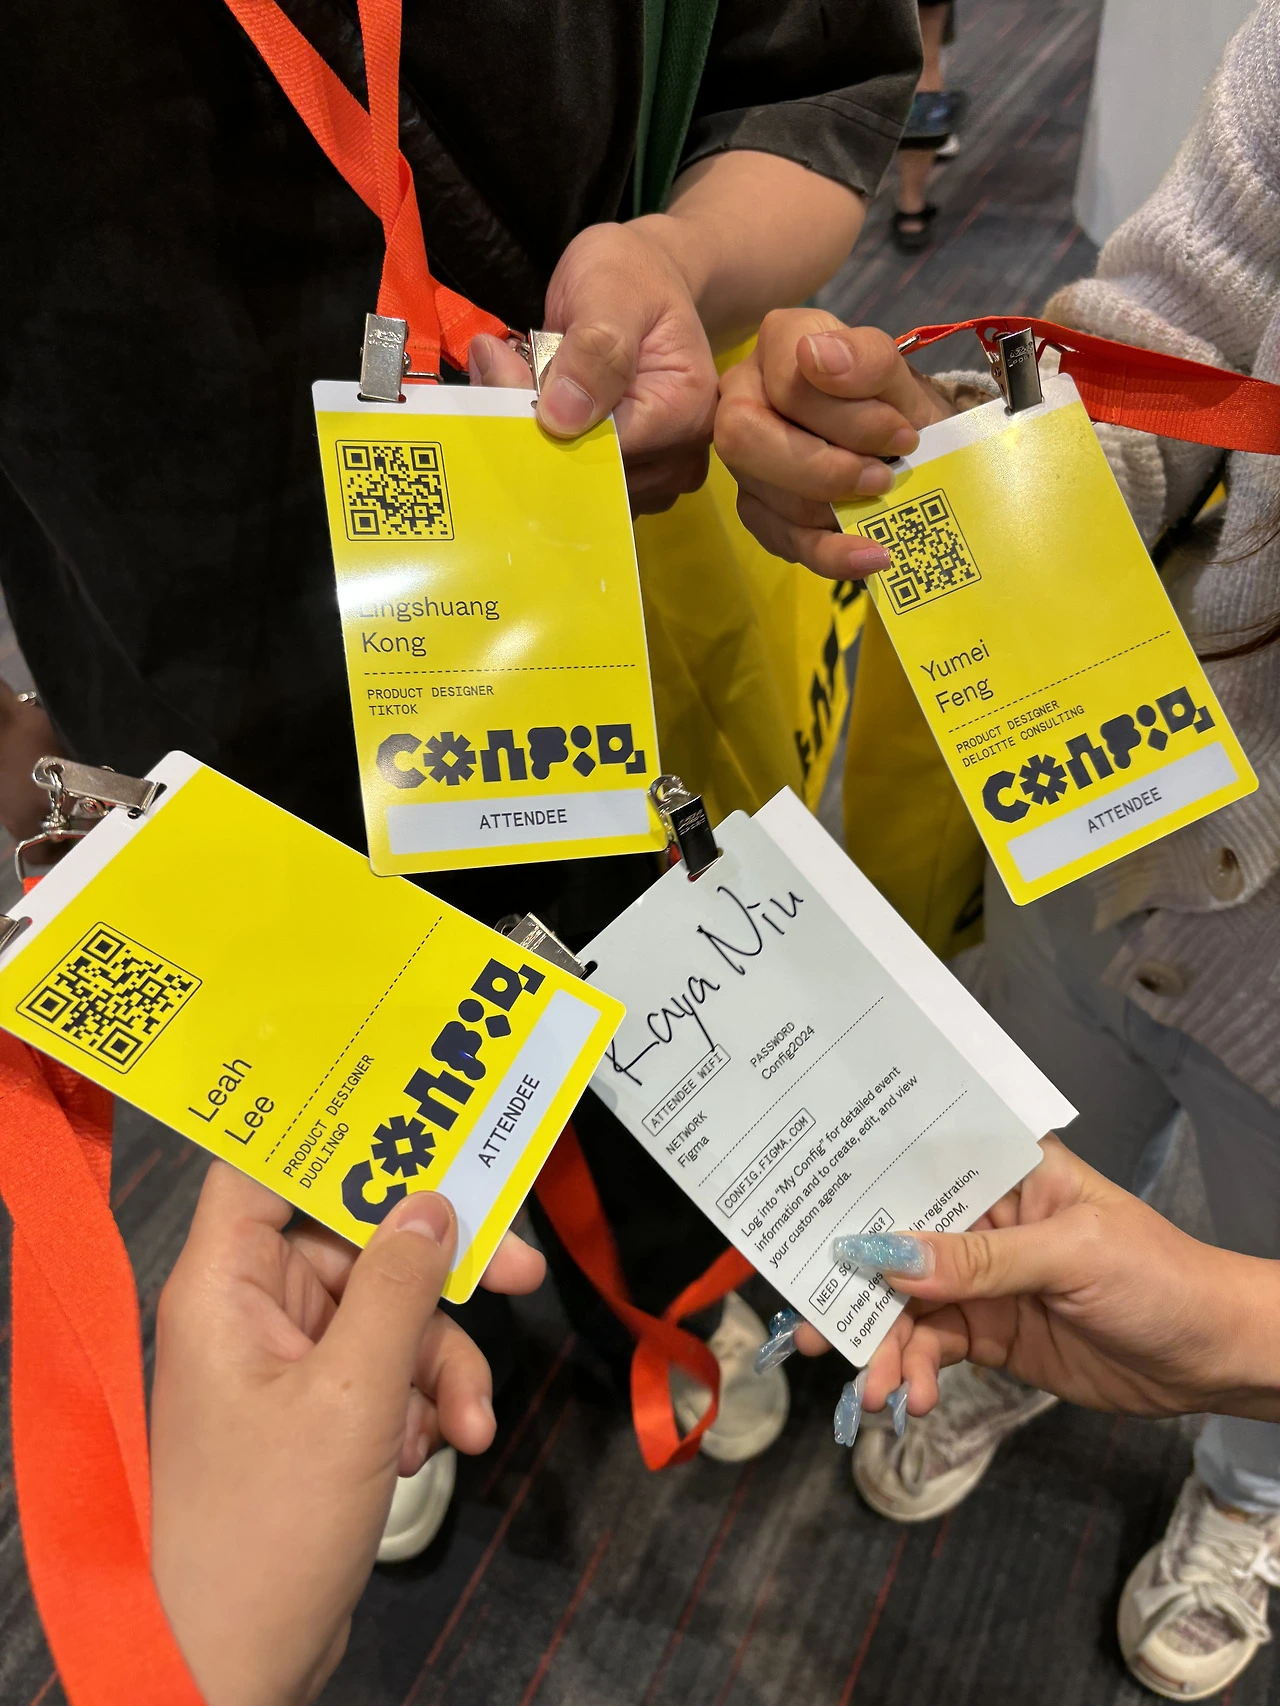 Lingshuang
Kong
PRODUCT DESIGNER
TIKTOK
CONFIG
ATTENDEE
Yumei
Feng
PRODUCT DESIGNER
DELOITTE CONSULTING
CONFIG
ATTENDEE
Leah
Lee
PRODUCT DESIGNER
DUOLINGO
CONFIG
ATTENDEE
Kaya Niu
ATTENDEE WIFI
NETWORK
Figma
PASSWORD
Config2024
CONFIG.FIGMA.COM
Log into "My Config" for detailed event
information and to create, edit, and view
your custom agenda.
NEED
Our help in registration,
is open from